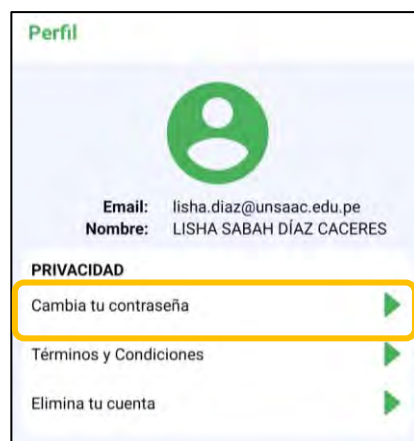 Perfil
Email: lisha.diaz@unsaac.edu.pe
Nombre: LISHA SABAH DÍAZ CACERES
PRIVACIDAD
Cambia tu contraseña
Términos y Condiciones
Elimina tu cuenta